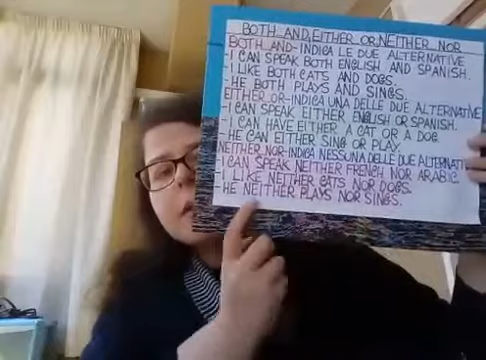 BOTH AND, EITHER OR, NEITHER NOR
BOTH AND-INDICA LE DUE ALTERNATIVE
-I CAN SPEAK BOTH ENGLISH AND SPANISH.
-I LIKE BOTH CATS AND DOGS.
-HE BOTH PLAYS AND SINGS.
EITHER OR-INDICA UNA DELLE DUE ALTERNATIVE
-I CAN SPEAK EITHER ENGLISH OR SPANISH.
-I CAN HAVE EITHER A CAT OR A DOG.
-HE CAN EITHER SING OR PLAY.
NEITHER NOR-INDICA NESSUNA DELLE DUE ALTERNATI
-I CAN SPEAK NEITHER FRENCH NOR ARABIC.
-I LIKE NEITHER CATS NOR DOGS.
-HE NEITHER PLAYS NOR SINGS.